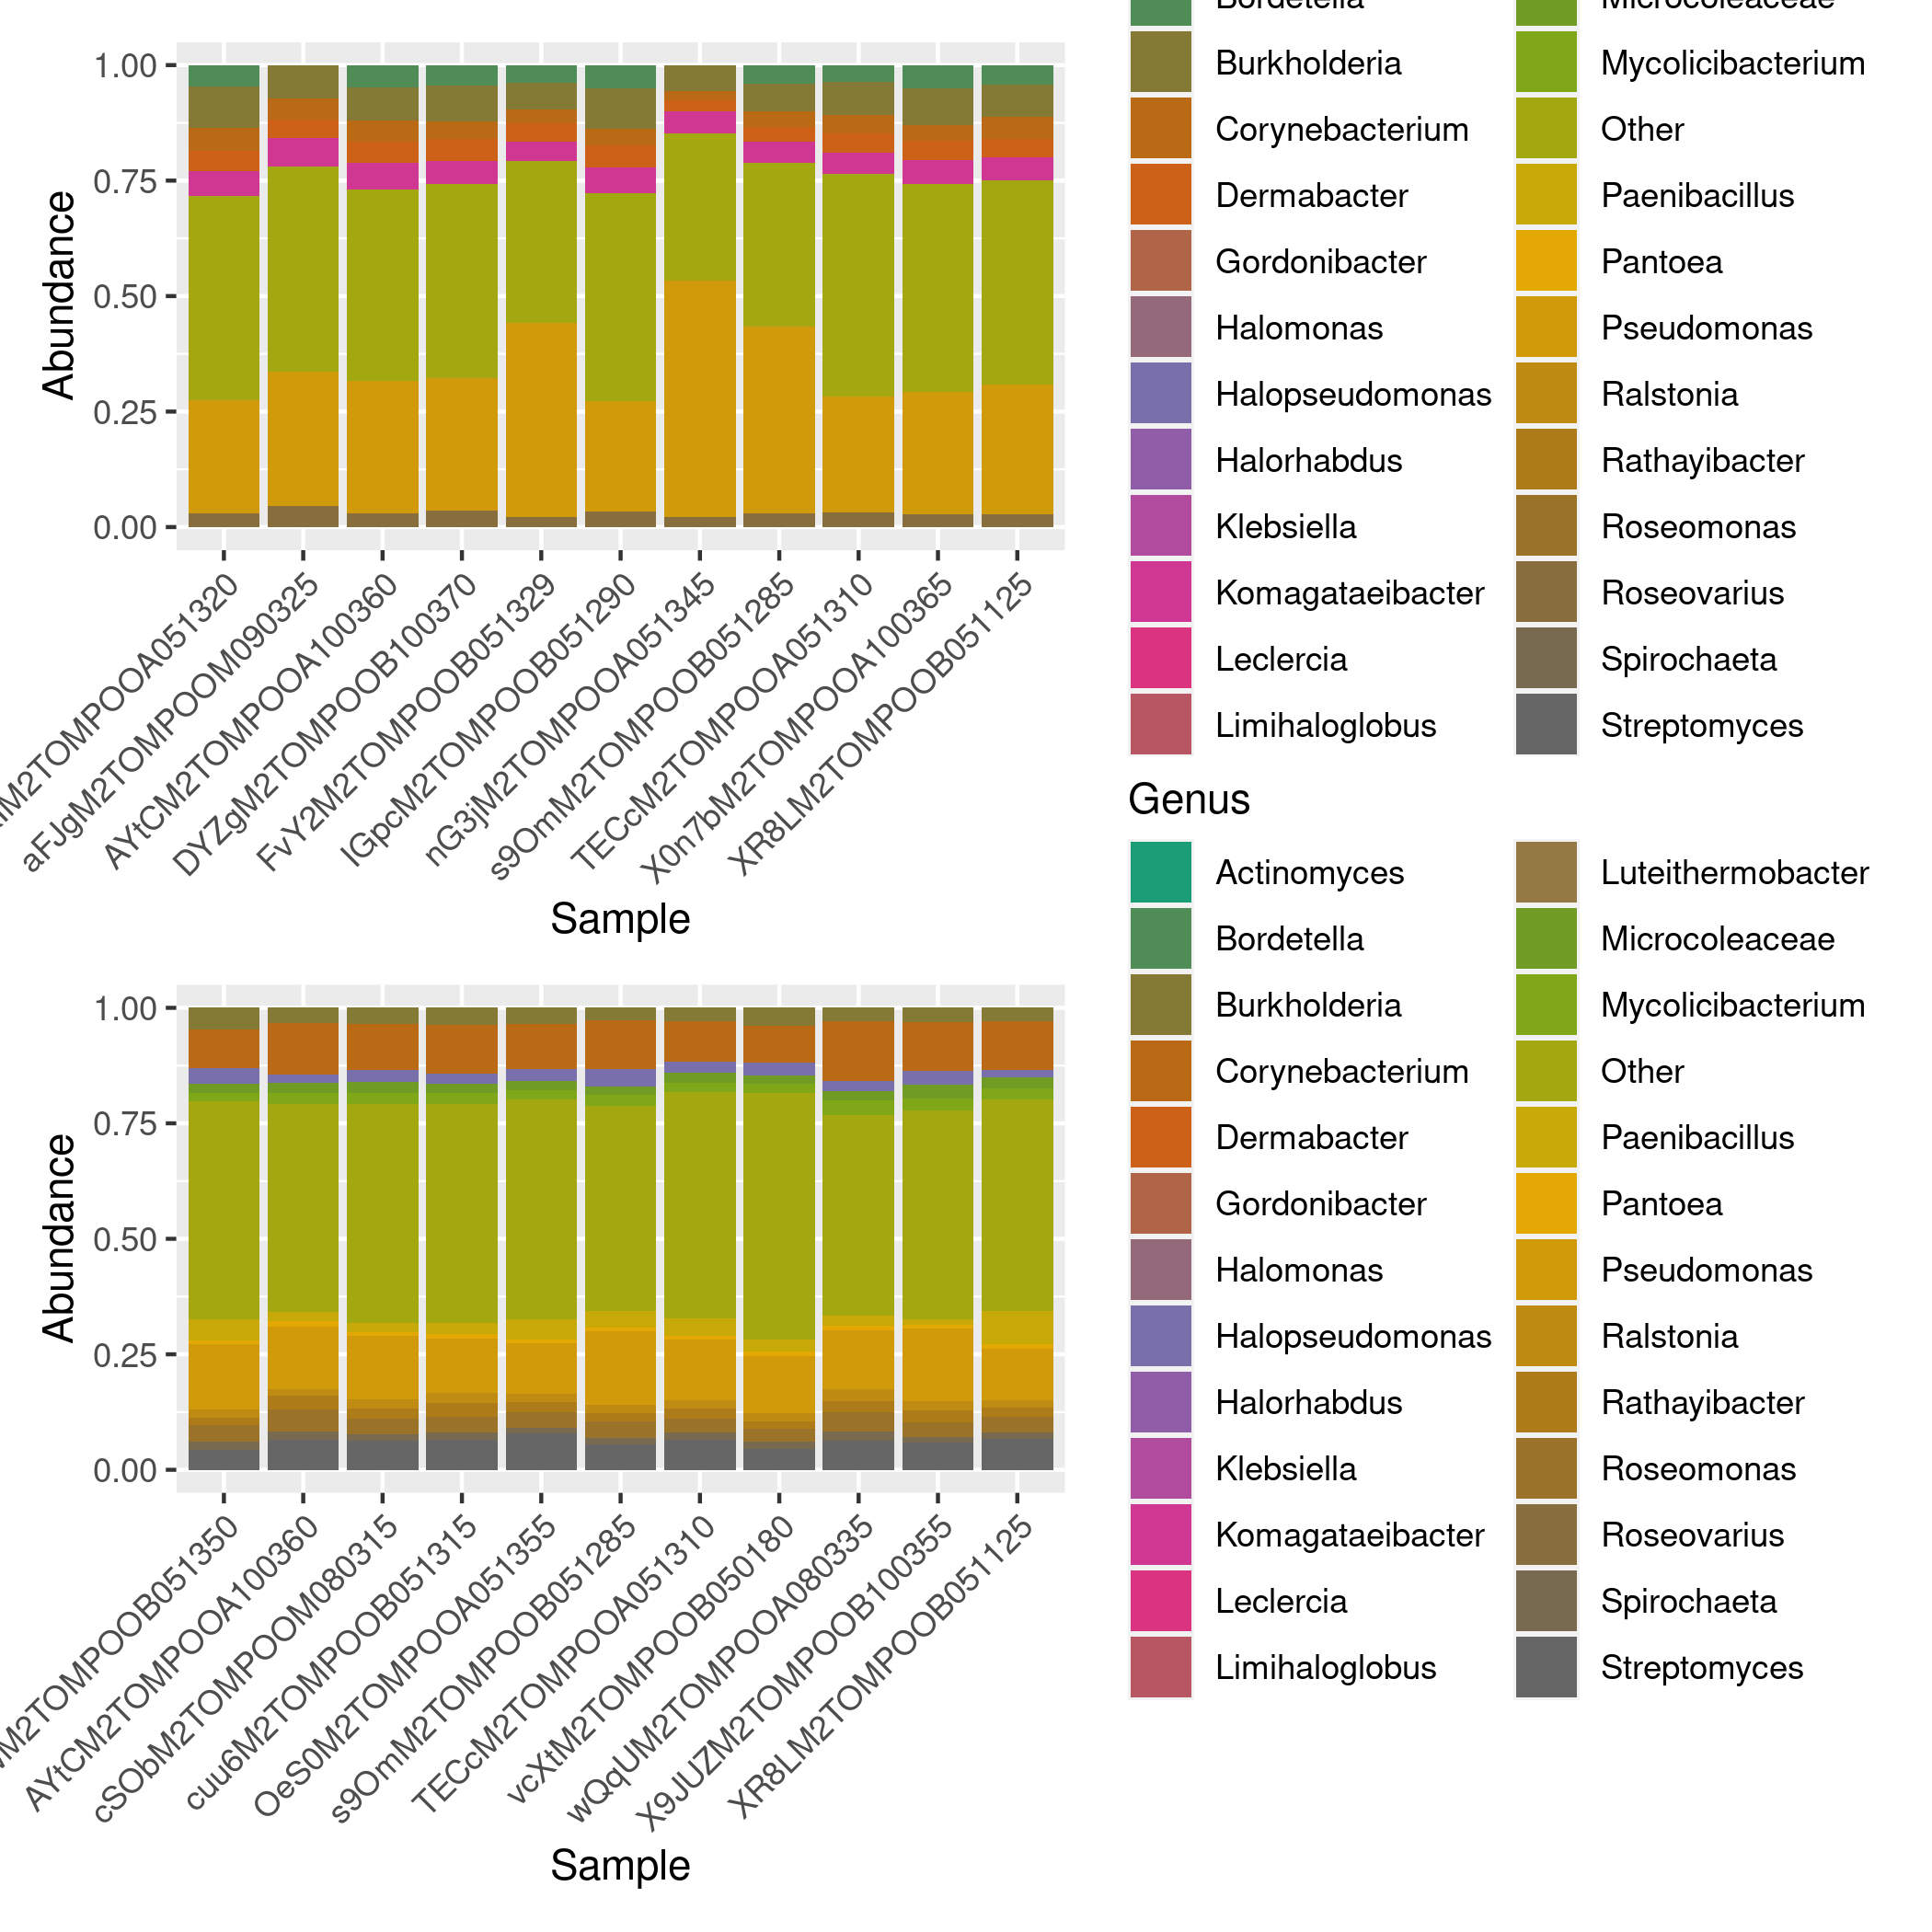 Bordetella Microcoleaceae
1.00
Burkholderia Mycolicibacterium
Corynebacterium Other
0.75
Dermabacter Paenibacillus
Gordonibacter Pantoea
Abundance
0.50
Halomonas Pseudomonas
Halopseudomonas Ralstonia
0.25
Halorhabdus Rathayibacter
0.00
Klebsiella Roseomonas
Komagataeibacter Roseovarius
Leclercia Spirochaeta
Limihaloglobus Streptomyces
M2TOMPOOA051320
aFJgM2TOMPOOM090325
AYtCM2TOMPOOA100360
DYZgM2TOMPOOB100370
FvY2M2TOMPOOB051329
nG3jM2TOMPOOA051345
s9OmM2TOMPOOB051285
TECcM2TOMPOOA051310
X0n7bM2TOMPOOA100365
XR8LM2TOMPOOB051125
Sample
Genus
Actinomyces Luteithermobacter
Bordetella Microcoleaceae
1.00
Burkholderia Mycolicibacterium
Corynebacterium Other
0.75
Dermabacter Paenibacillus
Gordonibacter Pantoea
Abundance
0.50
Halomonas Pseudomonas
Halopseudomonas Ralstonia
0.25
Halorhabdus Rathayibacter
0.00
Klebsiella Roseomonas
Komagataeibacter Roseovarius
Leclercia Spirochaeta
Limihaloglobus Streptomyces
M2TOMPOOB051350
AYtCM2TOMPOOA100360
cSObM2TOMPOOM080315
cuu6M2TOMPOOB051315
OeS0M2TOMPOOA051355
s9OmM2TOMPOOB051285
TECcM2TOMPOOA051310
vcXtM2TOMPOOB050180
wQqUM2TOMPOOA080335
X9JUZM2TOMPOOB100355
XR8LM2TOMPOOB051125
Sample